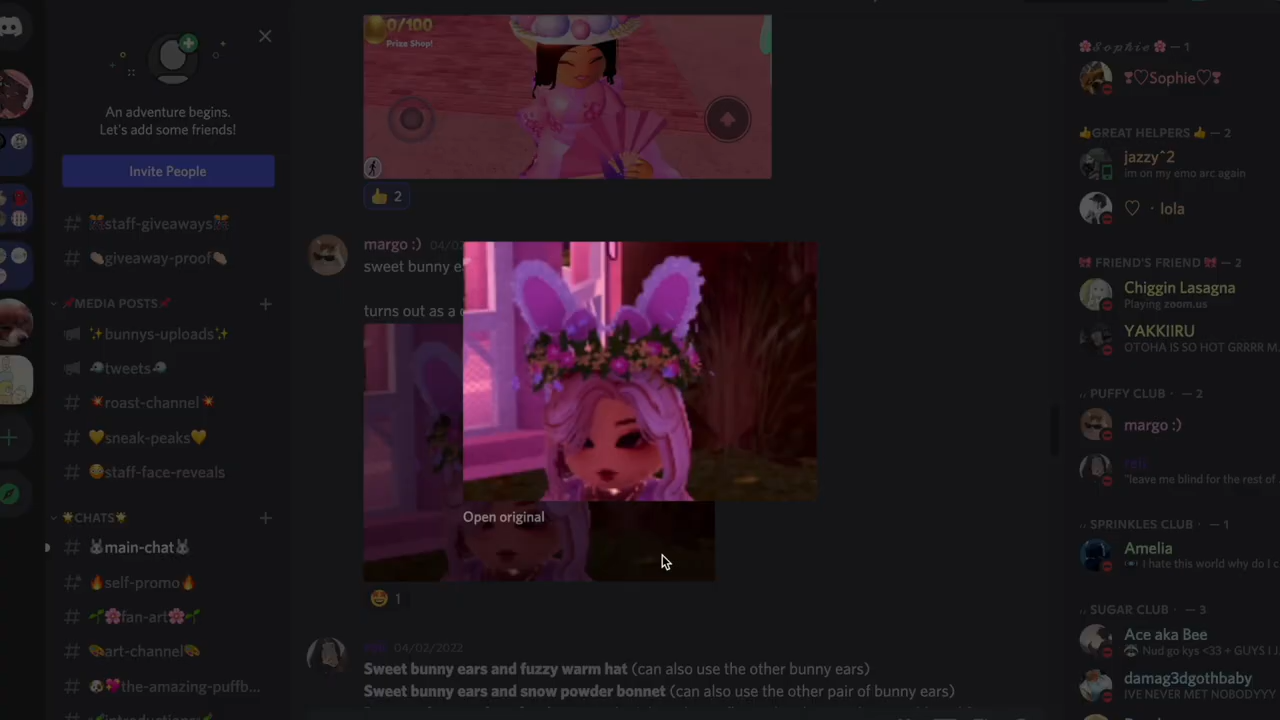 An adventure begins.
Let's add some friends!
Invite People
staff-giveaways
giveaway-proof
MEDIA POSTS
bunnys-uploads
tweets
roast-channel
sneak-peaks
staff-face-reveals
CHATS
main-chat
self-promo
fan-art
art-channel
the-amazing-puffb...
0/100
Prize Shop!
2
margo :)
sweet bunny e
turns out as a
Open original
1
04/02/2022
Sweet bunny ears and fuzzy warm hat (can also use the other bunny ears)
Sweet bunny ears and snow powder bonnet (can also use the other pair of bunny ears)
🌸𝓢𝓸𝓹𝓱𝓲𝓮🌸 — 1
❣♡Sophie♡❣
👍GREAT HELPERS👍 — 2
jazzy^2
im on my emo arc again
♡ · lola
🎀 FRIEND'S FRIEND 🎀 — 2
Chiggin Lasagna
Playing zoom.us
YAKKIIRU
OTOHA IS SO HOT GRRRR M
PUFFY CLUB · — 2
margo :)
"leave me blind for the rest of
SPRINKLES CLUB · — 1
Amelia
I hate this world why do I c
SUGAR CLUB · — 3
Ace aka Bee
Nud go kys <33 + GUYS I J
damag3dgothbaby
IVE NEVER MET NOBODYYY